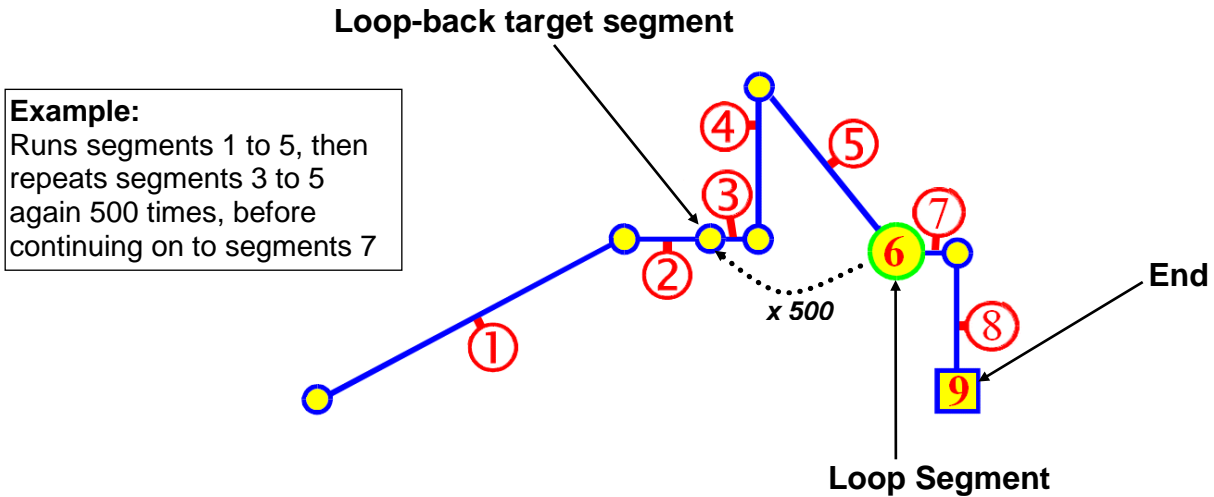 Loop-back target segment
Example:
Runs segments 1 to 5, then
repeats segments 3 to 5
again 500 times, before
continuing on to segments 7
4
5
3
7
6
2
x 500
End
1
8
9
Loop Segment